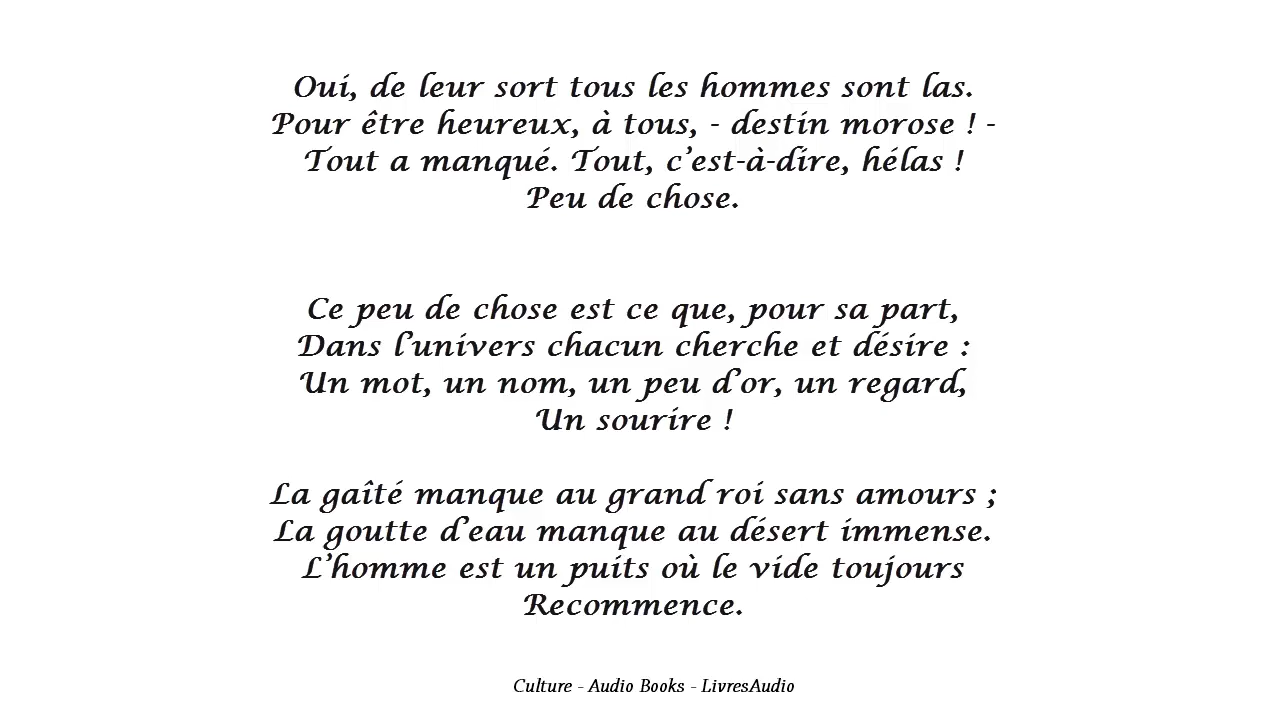 Oui, de leur sort tous les hommes sont las.
Pour être heureux, à tous, - destin morose ! -
Tout a manqué. Tout, c'est-à-dire, hélas !
Peu de chose.
Ce peu de chose est ce que, pour sa part,
Dans l'univers chacun cherche et désire :
Un mot, un nom, un peu d'or, un regard,
Un sourire !
La gaîté manque au grand roi sans amours ;
La goutte d'eau manque au désert immense.
L'homme est un puits où le vide toujours
Recommence.
Culture - Audio Books - LivresAudio